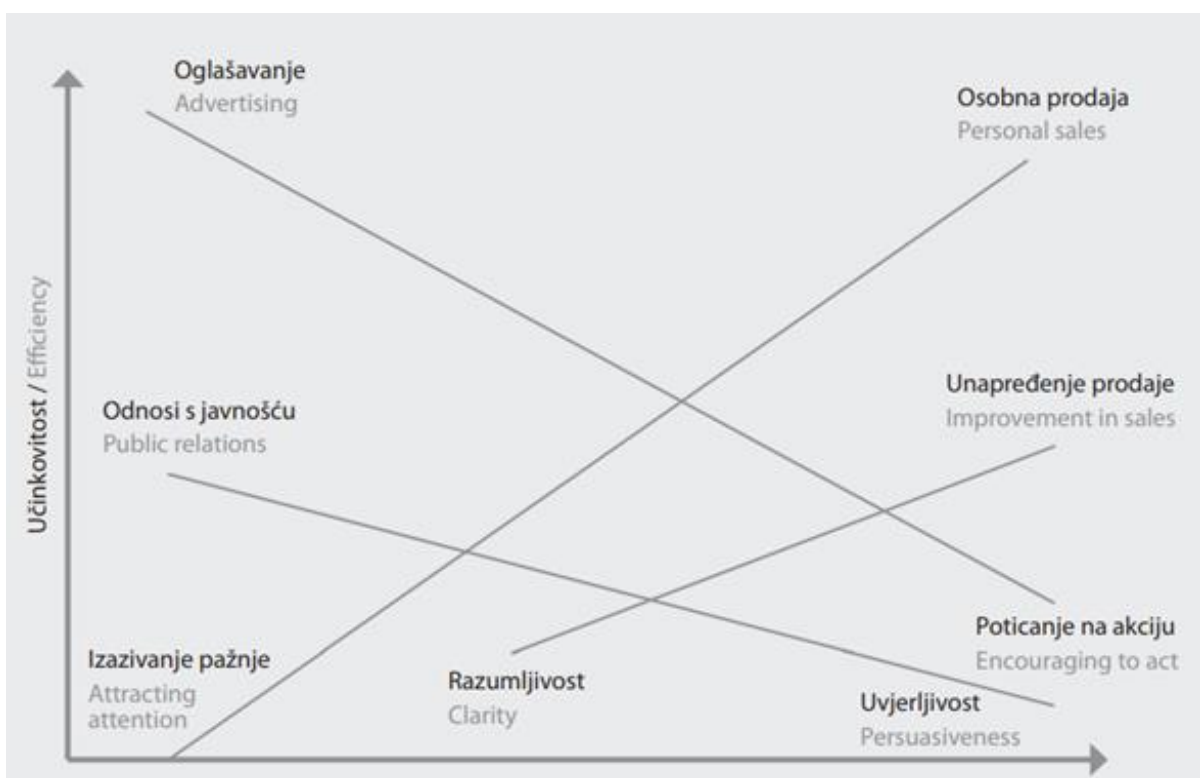 Oglašavanje
Advertising
Osobna prodaja
Personal sales
Učinkovitost / Efficiency
Unapređenje prodaje
Improvement in sales
Odnosi s javnošću
Public relations
Poticanje na akciju
Encouraging to act
Izazivanje pažnje
Attracting
attention
Razumljivost
Clarity
Uvjerljivost
Persuasiveness